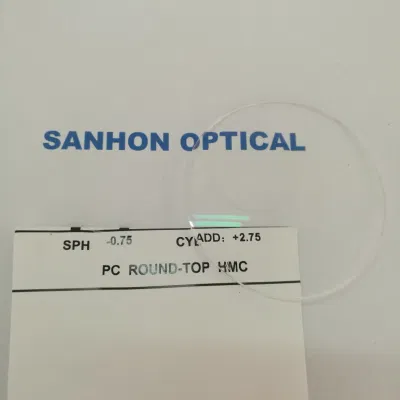 SANHON OPTICAL
SPH -0.75 CYL ADD: +2.75
PC ROUND-TOP HMC